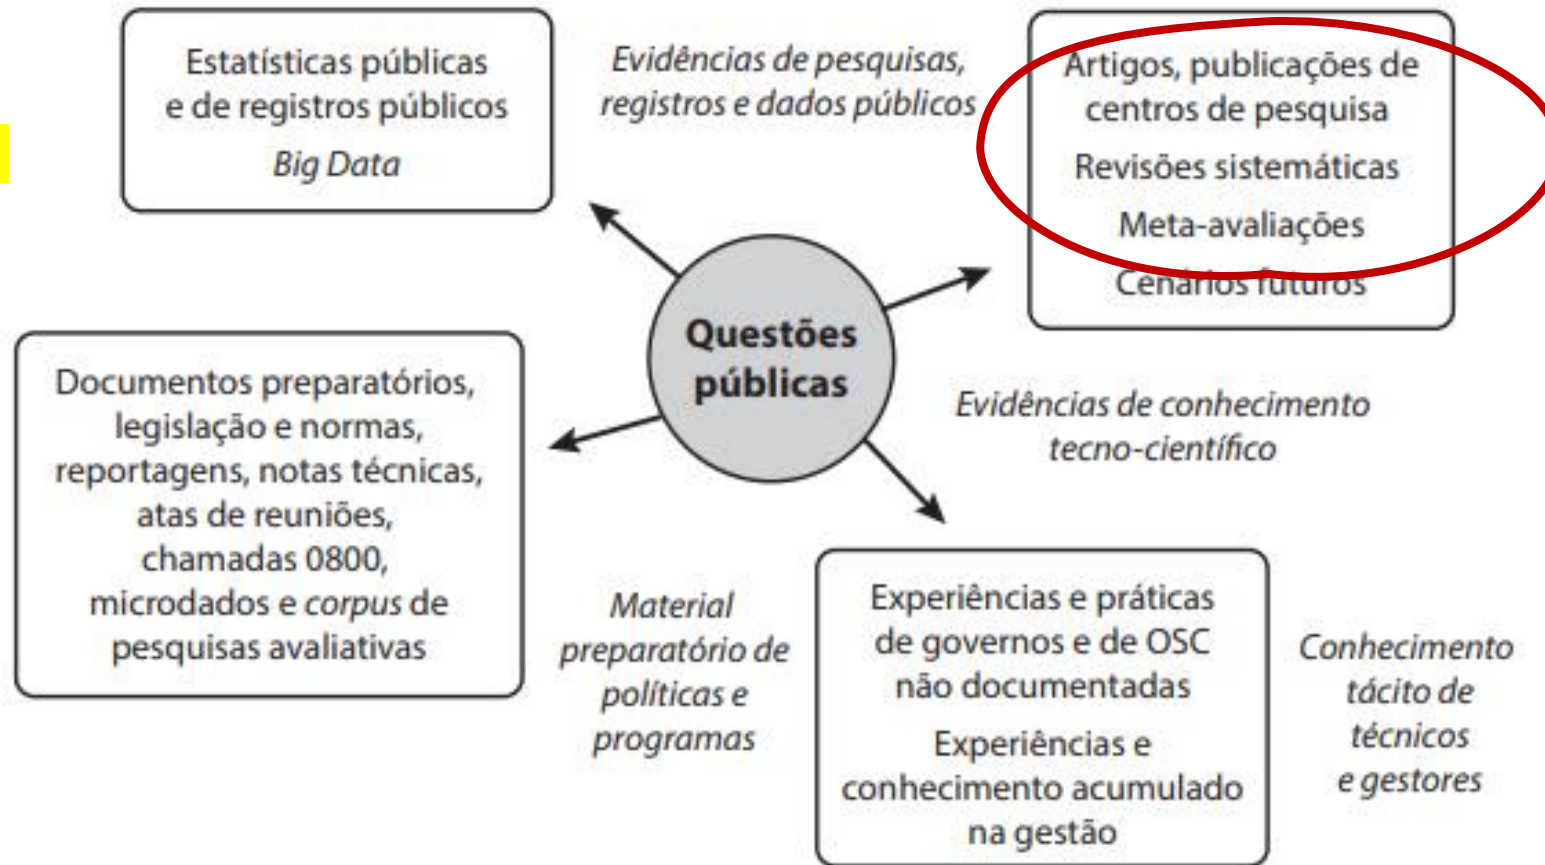 Estatísticas públicas
e de registros públicos
Big Data
Evidências de pesquisas,
registros e dados públicos
Artigos, publicações de
centros de pesquisa
Revisões sistemáticas
Meta-avaliações
Cenários futuros
Questões
públicas
Documentos preparatórios,
legislação e normas,
reportagens, notas técnicas,
atas de reuniões,
chamadas 0800,
microdados e corpus de
pesquisas avaliativas
Evidências de conhecimento
tecno-científico
Material
preparatório de
políticas e
programas
Experiências e práticas
de governos e de OSC
não documentadas
Experiências e
conhecimento acumulado
na gestão
Conhecimento
tácito de
técnicos
e gestores